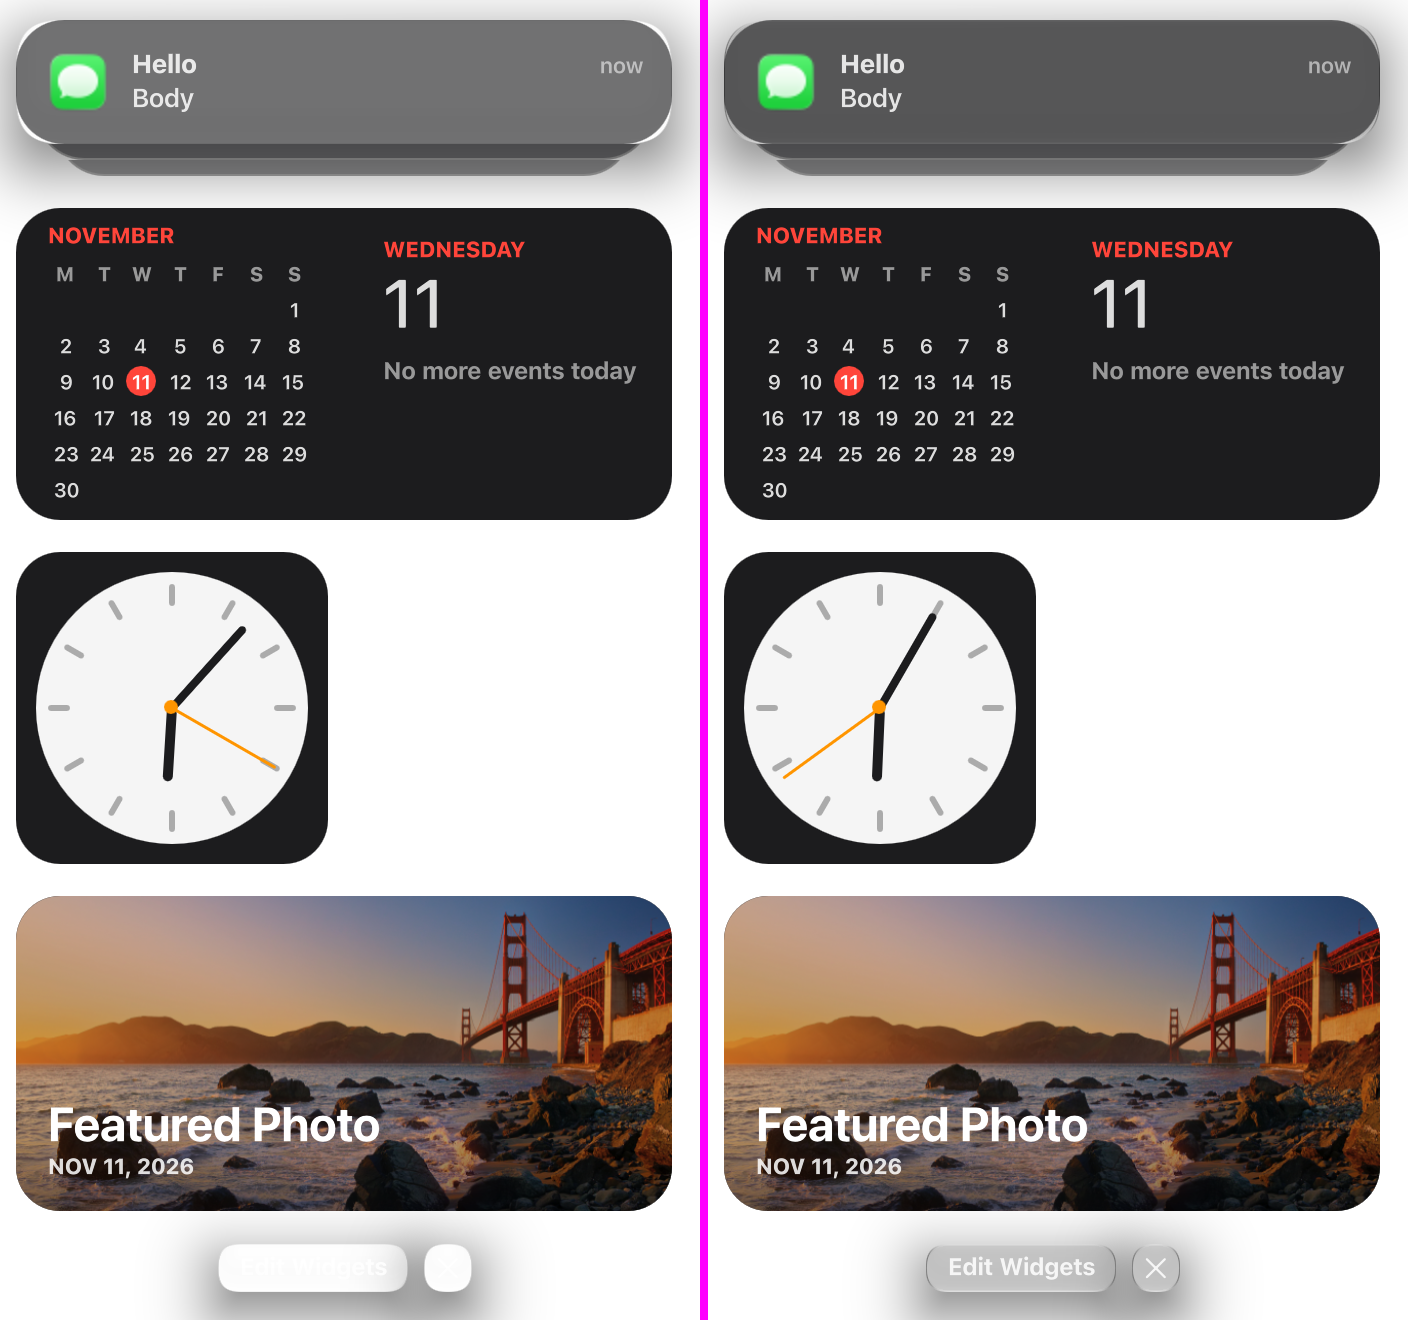 Hello
now
Body
NOVEMBER
M T W T F S S
1
2 3 4 5 6 7 8
9 10 11 12 13 14 15
16 17 18 19 20 21 22
23 24 25 26 27 28 29
30
WEDNESDAY
11
No more events today
Featured Photo
NOV 11, 2026
Edit Widgets
Hello
now
Body
NOVEMBER
M T W T F S S
1
2 3 4 5 6 7 8
9 10 11 12 13 14 15
16 17 18 19 20 21 22
23 24 25 26 27 28 29
30
WEDNESDAY
11
No more events today
Featured Photo
NOV 11, 2026
Edit Widgets